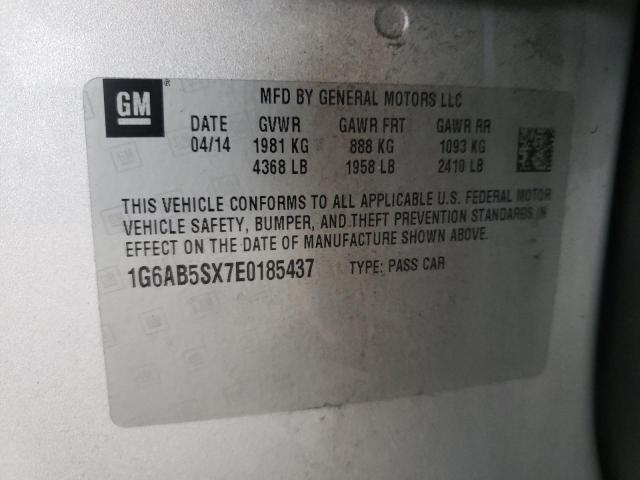 GM ®
MFD BY GENERAL MOTORS LLC
DATE GVWR GAWR FRT GAWR RR
04/14 1981 KG 888 KG 1093 KG
4368 LB 1958 LB 2410 LB
THIS VEHICLE CONFORMS TO ALL APPLICABLE U.S. FEDERAL MOTOR
VEHICLE SAFETY, BUMPER, AND THEFT PREVENTION STANDARDS IN
EFFECT ON THE DATE OF MANUFACTURE SHOWN ABOVE.
1G6AB5SX7E0185437 TYPE: PASS CAR